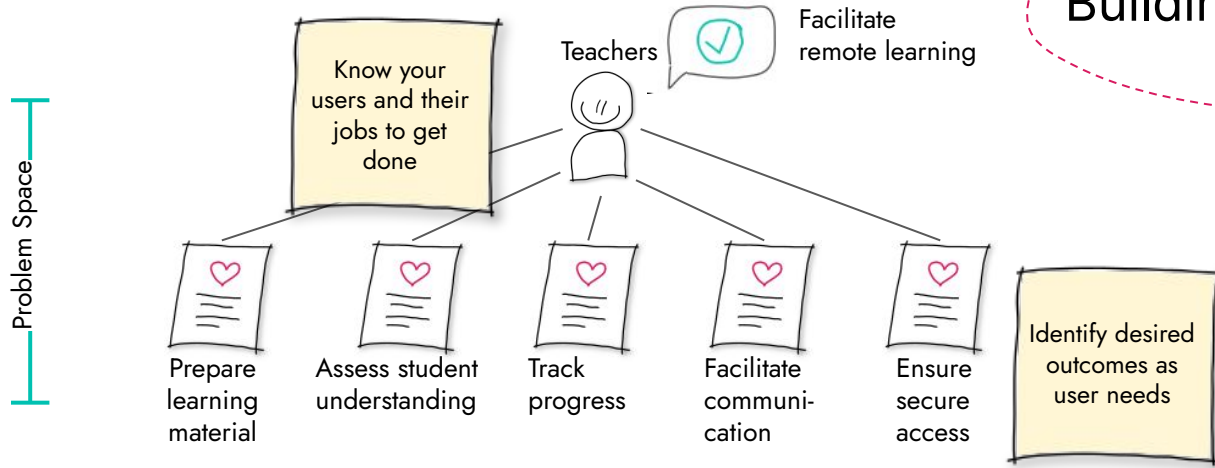 Buildin
Facilitate
remote learning
Teachers
Know your
users and their
jobs to get
done
Problem Space
Prepare
learning
material
Assess student
understanding
Track
progress
Facilitate
communi-
cation
Ensure
secure
access
Identify desired
outcomes as
user needs